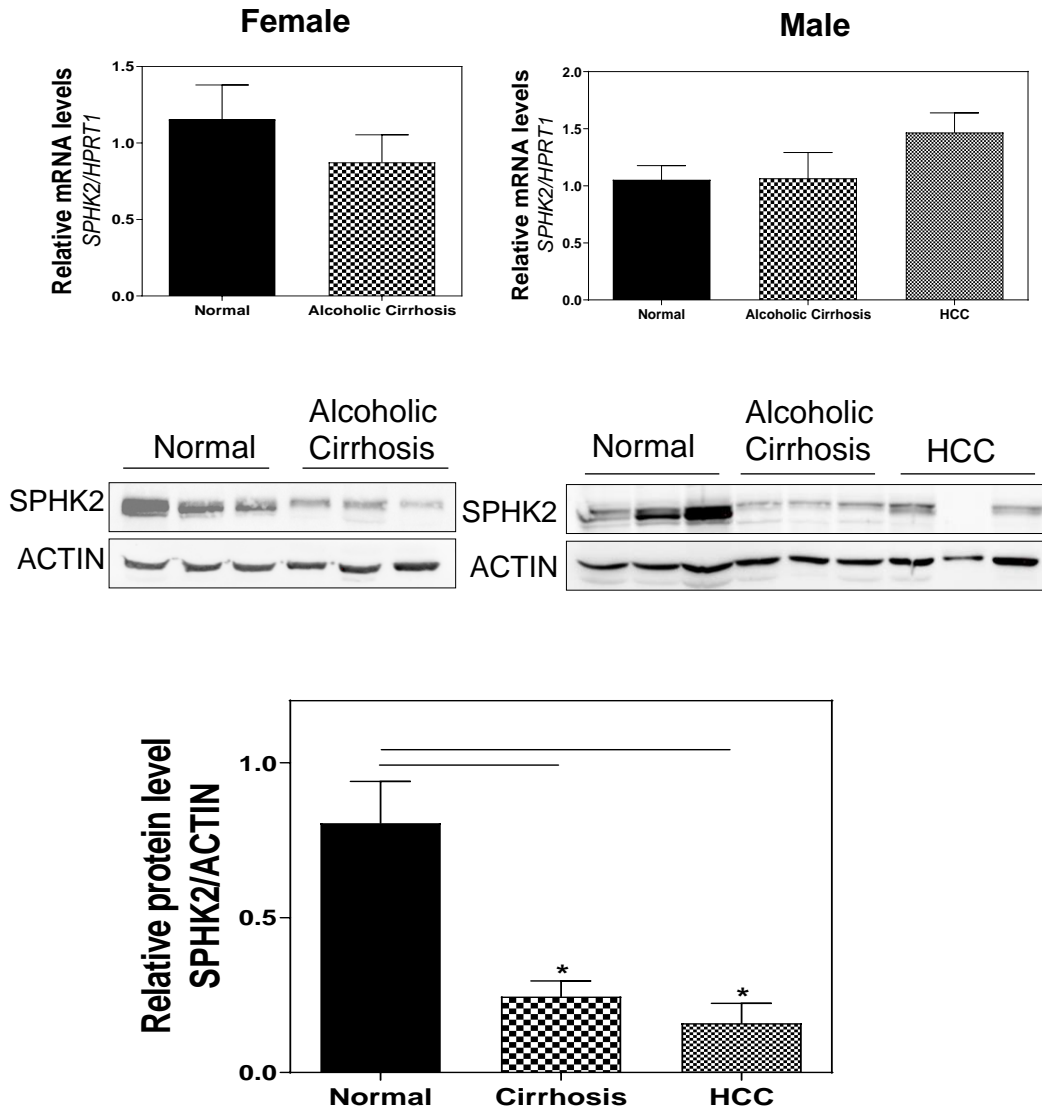 Female
Male
Relative mRNA levels
SPHK2/HPRT1
1.5
1.0
0.5
0.0
Normal
Alcoholic Cirrhosis
Relative mRNA levels
SPHK2/HPRT1
2.0
1.5
1.0
0.5
0.0
Normal
Alcoholic Cirrhosis
HCC
Normal
Alcoholic
Cirrhosis
SPHK2
ACTIN
Normal
Alcoholic
Cirrhosis
HCC
SPHK2
ACTIN
Relative protein level
SPHK2/ACTIN
1.0
0.5
0.0
*
*
Normal
Cirrhosis
HCC